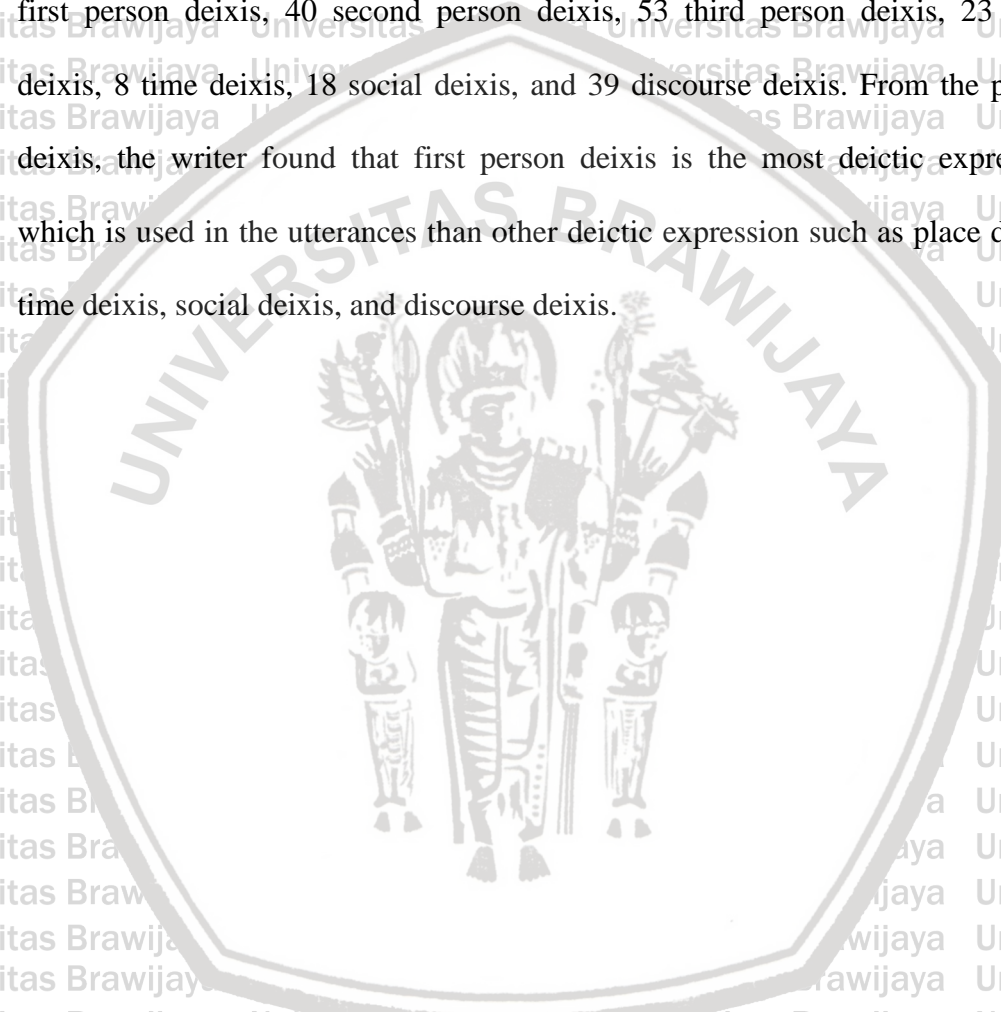 first person deixis, 40 second person deixis, 53 third person deixis, 23
deixis, 8 time deixis, 18 social deixis, and 39 discourse deixis. From the
deixis, the writer found that first person deixis is the most deictic
which is used in the utterances than other deictic expression such as place
time deixis, social deixis, and discourse deixis.
UNIVERSITAS BRAWIJAYA